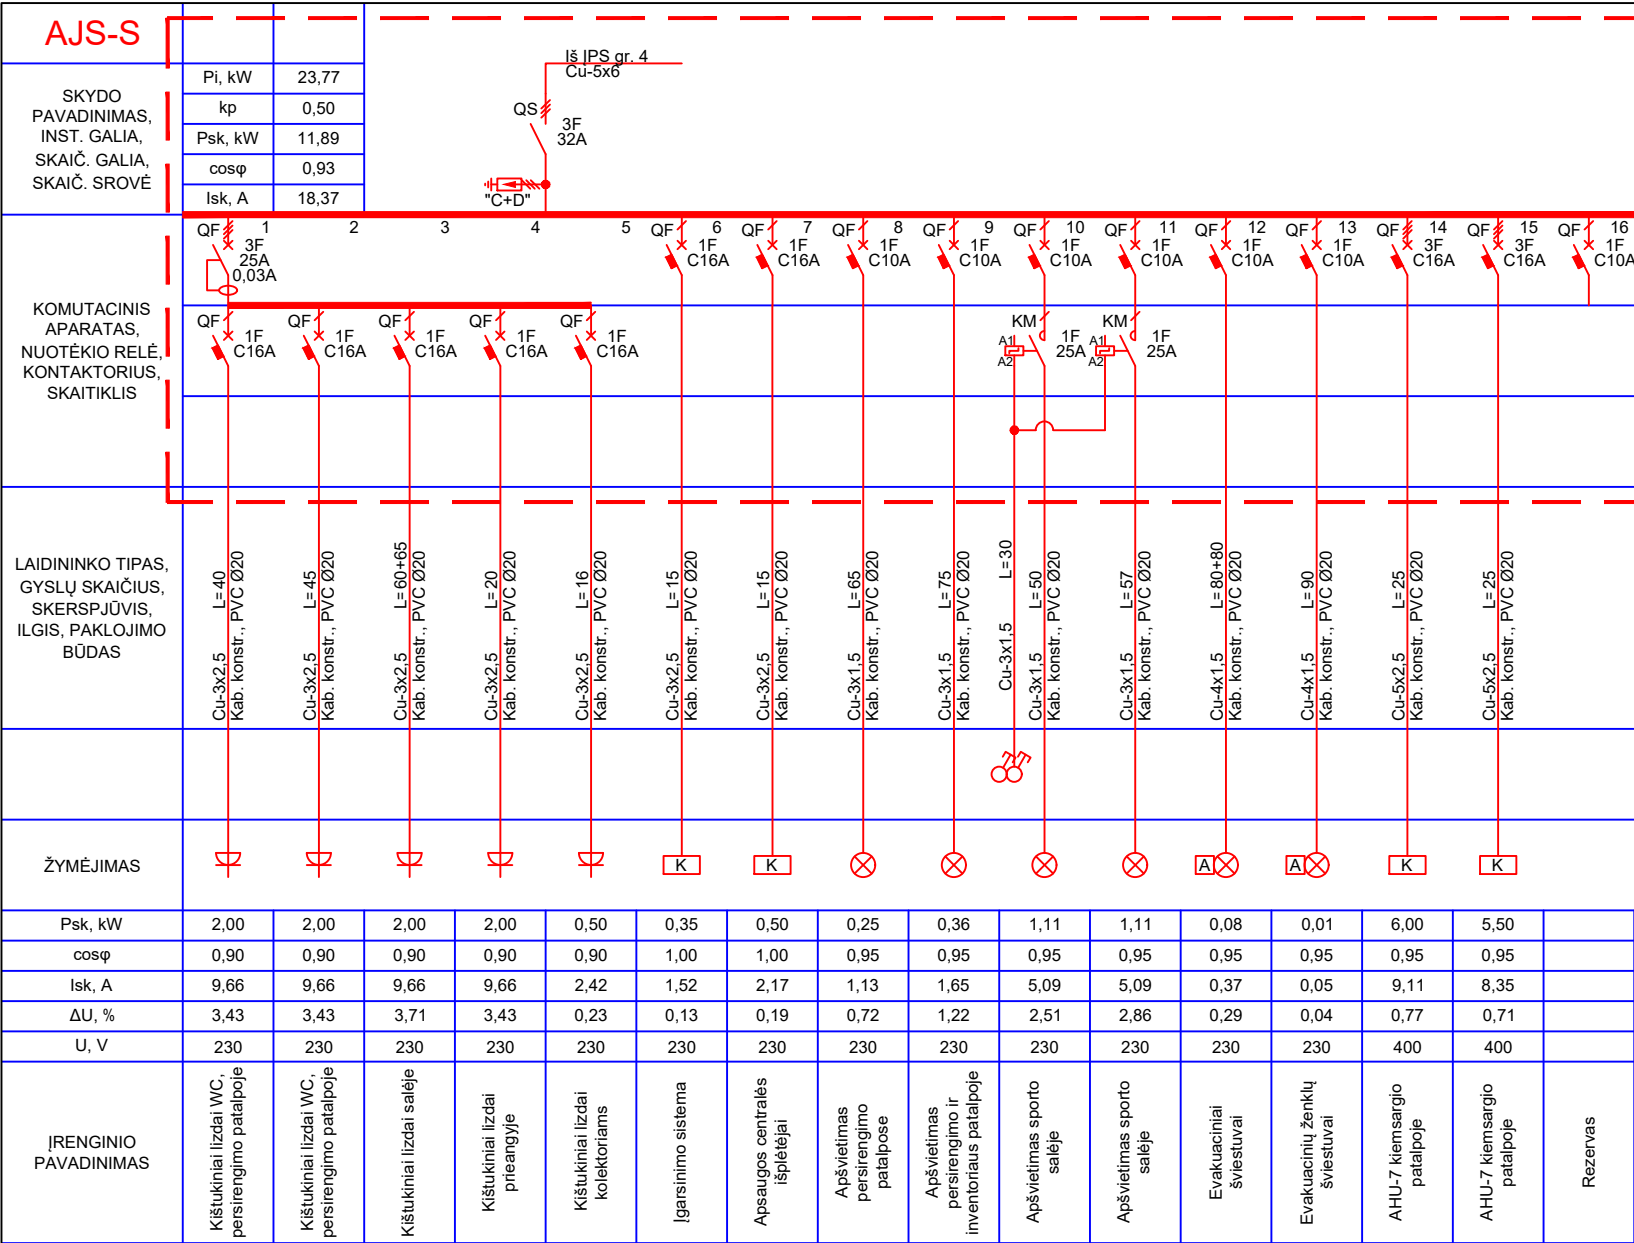 AJS-S
SKYDO
PAVADINIMAS,
INST. GALIA,
SKAIČ. GALIA,
SKAIČ. SROVĖ
Pi, kW 23,77
kp 0,50
Psk, kW 11,89
cosφ 0,93
Isk, A 18,37
Iš ĮPS gr. 4
Cu-5x6
QS
3F
32A
"C+D"
KOMUTACINIS
APARATAS,
NUOTĖKIO RELĖ,
KONTAKTORIUS,
SKAITIKLIS
1 2 3 4 5 6 7 8 9 10 11 12 13 14 15 16
QF 3F 25A 0,03A
QF 1F C16A
QF 1F C16A
QF 1F C10A
QF 1F C10A
QF 1F C10A
QF 1F C10A
QF 1F C10A
QF 1F C10A
QF 3F C16A
QF 3F C16A
QF 1F C10A
QF 1F C16A
QF 1F C16A
QF 1F C16A
QF 1F C16A
QF 1F C16A
KM A1 A2 1F 25A
KM A1 A2 1F 25A
LAIDININKO TIPAS,
GYSLŲ SKAIČIUS,
SKERSPJŪVIS,
ILGIS, PAKLOJIMO
BŪDAS
Cu-3x2,5 L=40
Kab. konstr., PVC Ø20
Cu-3x2,5 L=45
Kab. konstr., PVC Ø20
Cu-3x2,5 L=60+65
Kab. konstr., PVC Ø20
Cu-3x2,5 L=20
Kab. konstr., PVC Ø20
Cu-3x2,5 L=16
Kab. konstr., PVC Ø20
Cu-3x2,5 L=15
Kab. konstr., PVC Ø20
Cu-3x2,5 L=15
Kab. konstr., PVC Ø20
Cu-3x1,5 L=65
Kab. konstr., PVC Ø20
Cu-3x1,5 L=75
Kab. konstr., PVC Ø20
Cu-3x1,5 L=30
Cu-3x1,5 L=50
Kab. konstr., PVC Ø20
Cu-3x1,5 L=57
Kab. konstr., PVC Ø20
Cu-4x1,5 L=80+80
Kab. konstr., PVC Ø20
Cu-4x1,5 L=90
Kab. konstr., PVC Ø20
Cu-5x2,5 L=25
Kab. konstr., PVC Ø20
Cu-5x2,5 L=25
Kab. konstr., PVC Ø20
ŽYMĖJIMAS
K K A A K K
Psk, kW 2,00 2,00 2,00 2,00 0,50 0,35 0,50 0,25 0,36 1,11 1,11 0,08 0,01 6,00 5,50
cosφ 0,90 0,90 0,90 0,90 0,90 1,00 1,00 0,95 0,95 0,95 0,95 0,95 0,95 0,95 0,95
Isk, A 9,66 9,66 9,66 9,66 2,42 1,52 2,17 1,13 1,65 5,09 5,09 0,37 0,05 9,11 8,35
ΔU, % 3,43 3,43 3,71 3,43 0,23 0,13 0,19 0,72 1,22 2,51 2,86 0,29 0,04 0,77 0,71
U, V 230 230 230 230 230 230 230 230 230 230 230 230 230 400 400
ĮRENGINIO
PAVADINIMAS
Kištukiniai lizdai WC,
persirengimo patalpoje
Kištukiniai lizdai WC,
persirengimo patalpoje
Kištukiniai lizdai salėje
Kištukiniai lizdai
prieangyje
Kištukiniai lizdai
kolektoriams
Įgarsinimo sistema
Apsaugos centralės
išplėtėjai
Apšvietimas
persirengimo
patalpose
Apšvietimas
persirengimo ir
inventoriaus patalpoje
Apšvietimas sporto
salėje
Apšvietimas sporto
salėje
Evakuaciniai
šviestuvai
Evakuacinių ženklų
šviestuvai
AHU-7 kiemsargio
patalpoje
AHU-7 kiemsargio
patalpoje
Rezervas